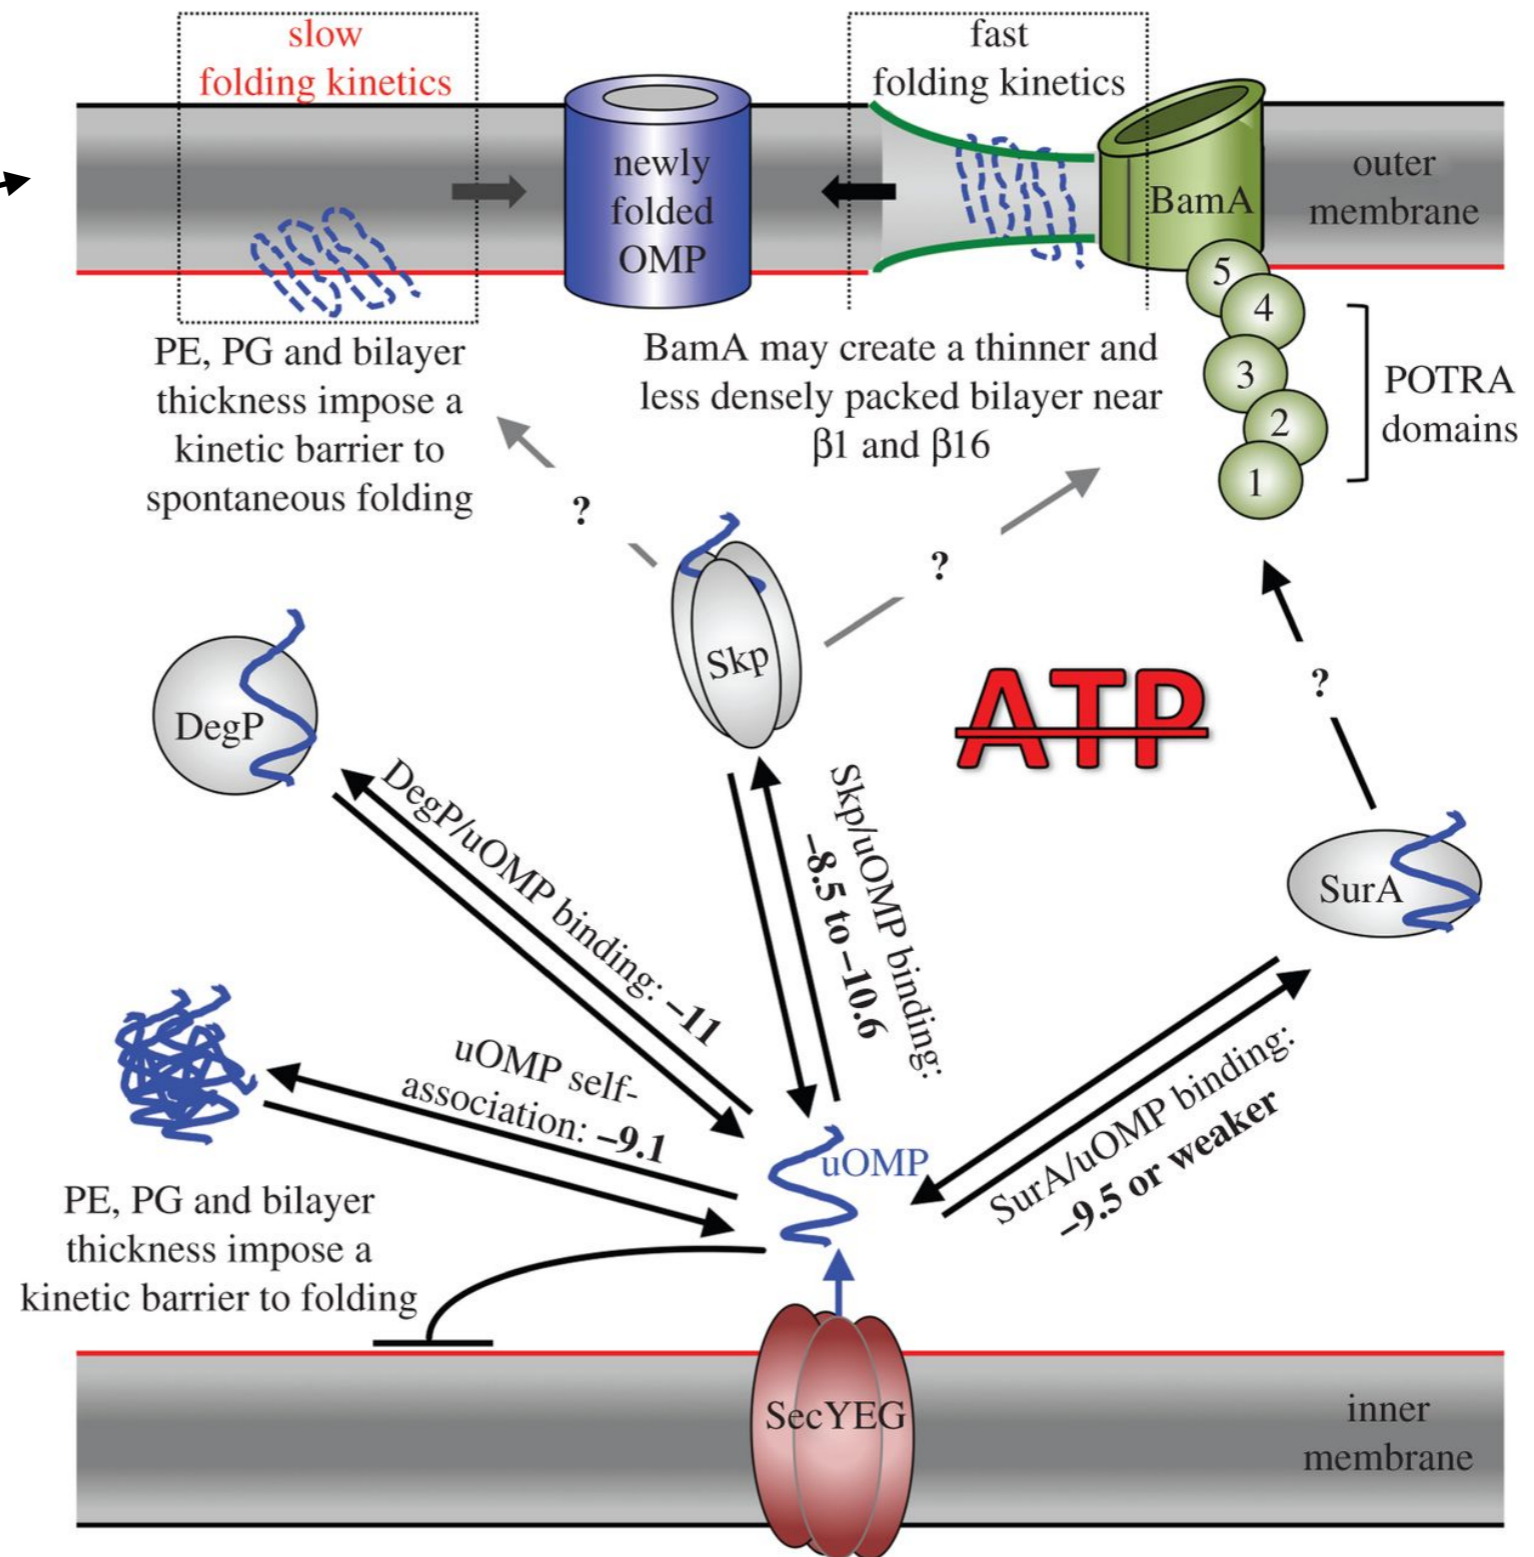 slow
folding kinetics
fast
folding kinetics
newly
folded
OMP
BamA
outer
membrane
5
4
3
2
1
POTRA
domains
PE, PG and bilayer
thickness impose a
kinetic barrier to
spontaneous folding
BamA may create a thinner and
less densely packed bilayer near
β1 and β16
?
?
?
Skp
DegP
ATP
SurA
DegP/uOMP binding: –11
Skp/uOMP binding:
–8.5 to –10.6
uOMP self-
association: –9.1
SurA/uOMP binding:
–9.5 or weaker
uOMP
PE, PG and bilayer
thickness impose a
kinetic barrier to folding
SecYEG
inner
membrane